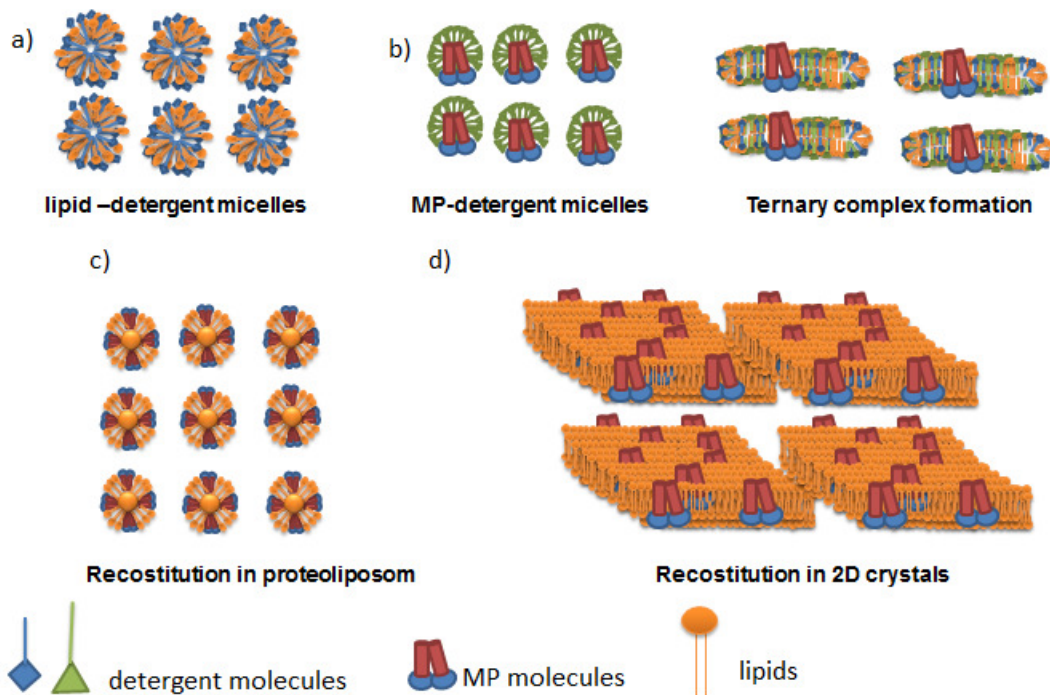 a)
b)
lipid –detergent micelles
MP-detergent micelles
Ternary complex formation
c)
d)
Recostitution in proteoliposom
Recostitution in 2D crystals
detergent molecules
MP molecules
lipids